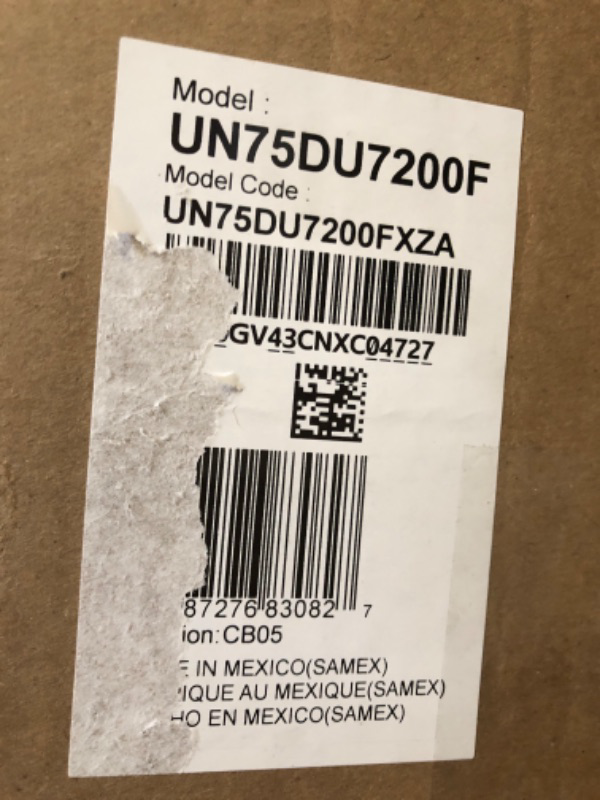 Model :
UN75DU7200F
Model Code :
UN75DU7200FXZA
GV43CNXC04727
87276 83082 7
ion:CB05
E IN MEXICO(SAMEX)
IQUE AU MEXIQUE(SAMEX)
HO EN MEXICO(SAMEX)